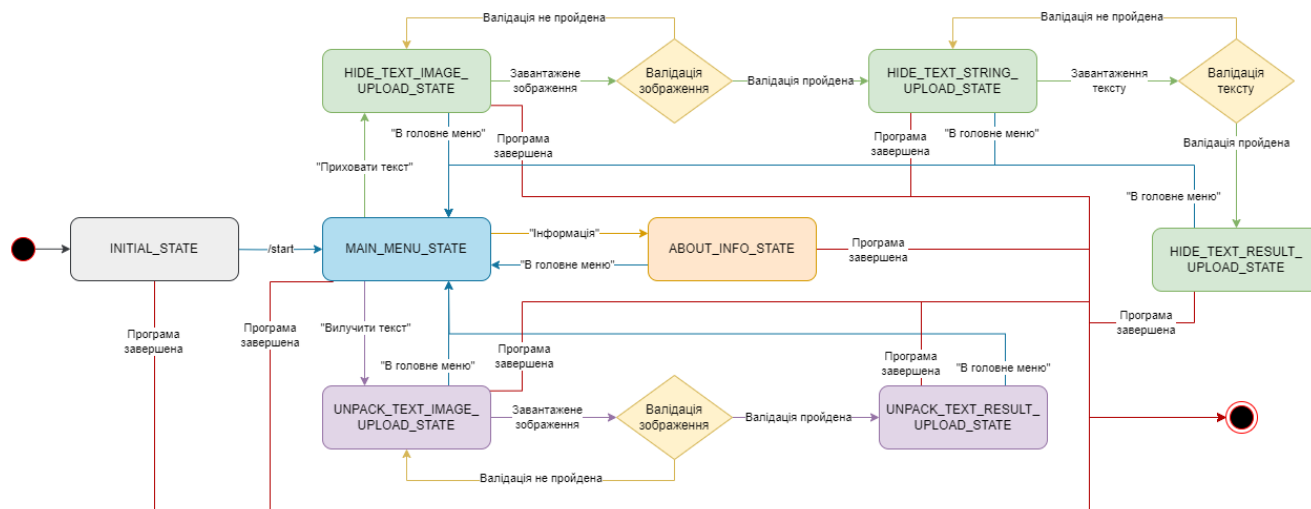 Валідація не пройдена
Валідація не пройдена
HIDE_TEXT_IMAGE_
UPLOAD_STATE
Завантажене
зображення
Валідація
зображення
Валідація пройдена
HIDE_TEXT_STRING_
UPLOAD_STATE
Завантаження
тексту
Валідація
тексту
"В головне меню"
Програма
завершена
Програма
завершена
"В головне меню"
Валідація пройдена
"Приховати текст"
"В головне меню"
INITIAL_STATE
/start
MAIN_MENU_STATE
"Інформація"
ABOUT_INFO_STATE
Програма
завершена
HIDE_TEXT_RESULT_
UPLOAD_STATE
"В головне меню"
Програма
завершена
Програма
завершена
"Вилучити текст"
Програма
завершена
"В головне меню"
Програма
завершена
Програма
завершена
"В головне меню"
UNPACK_TEXT_IMAGE_
UPLOAD_STATE
Завантажене
зображення
Валідація
зображення
Валідація пройдена
UNPACK_TEXT_RESULT_
UPLOAD_STATE
Валідація не пройдена